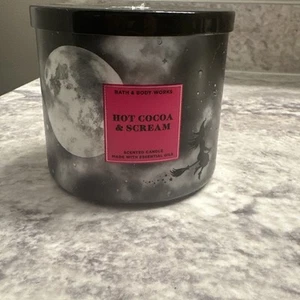 BATH & BODY WORKS
HOT COCOA
& SCREAM
SCENTED CANDLE
MADE WITH ESSENTIAL OILS